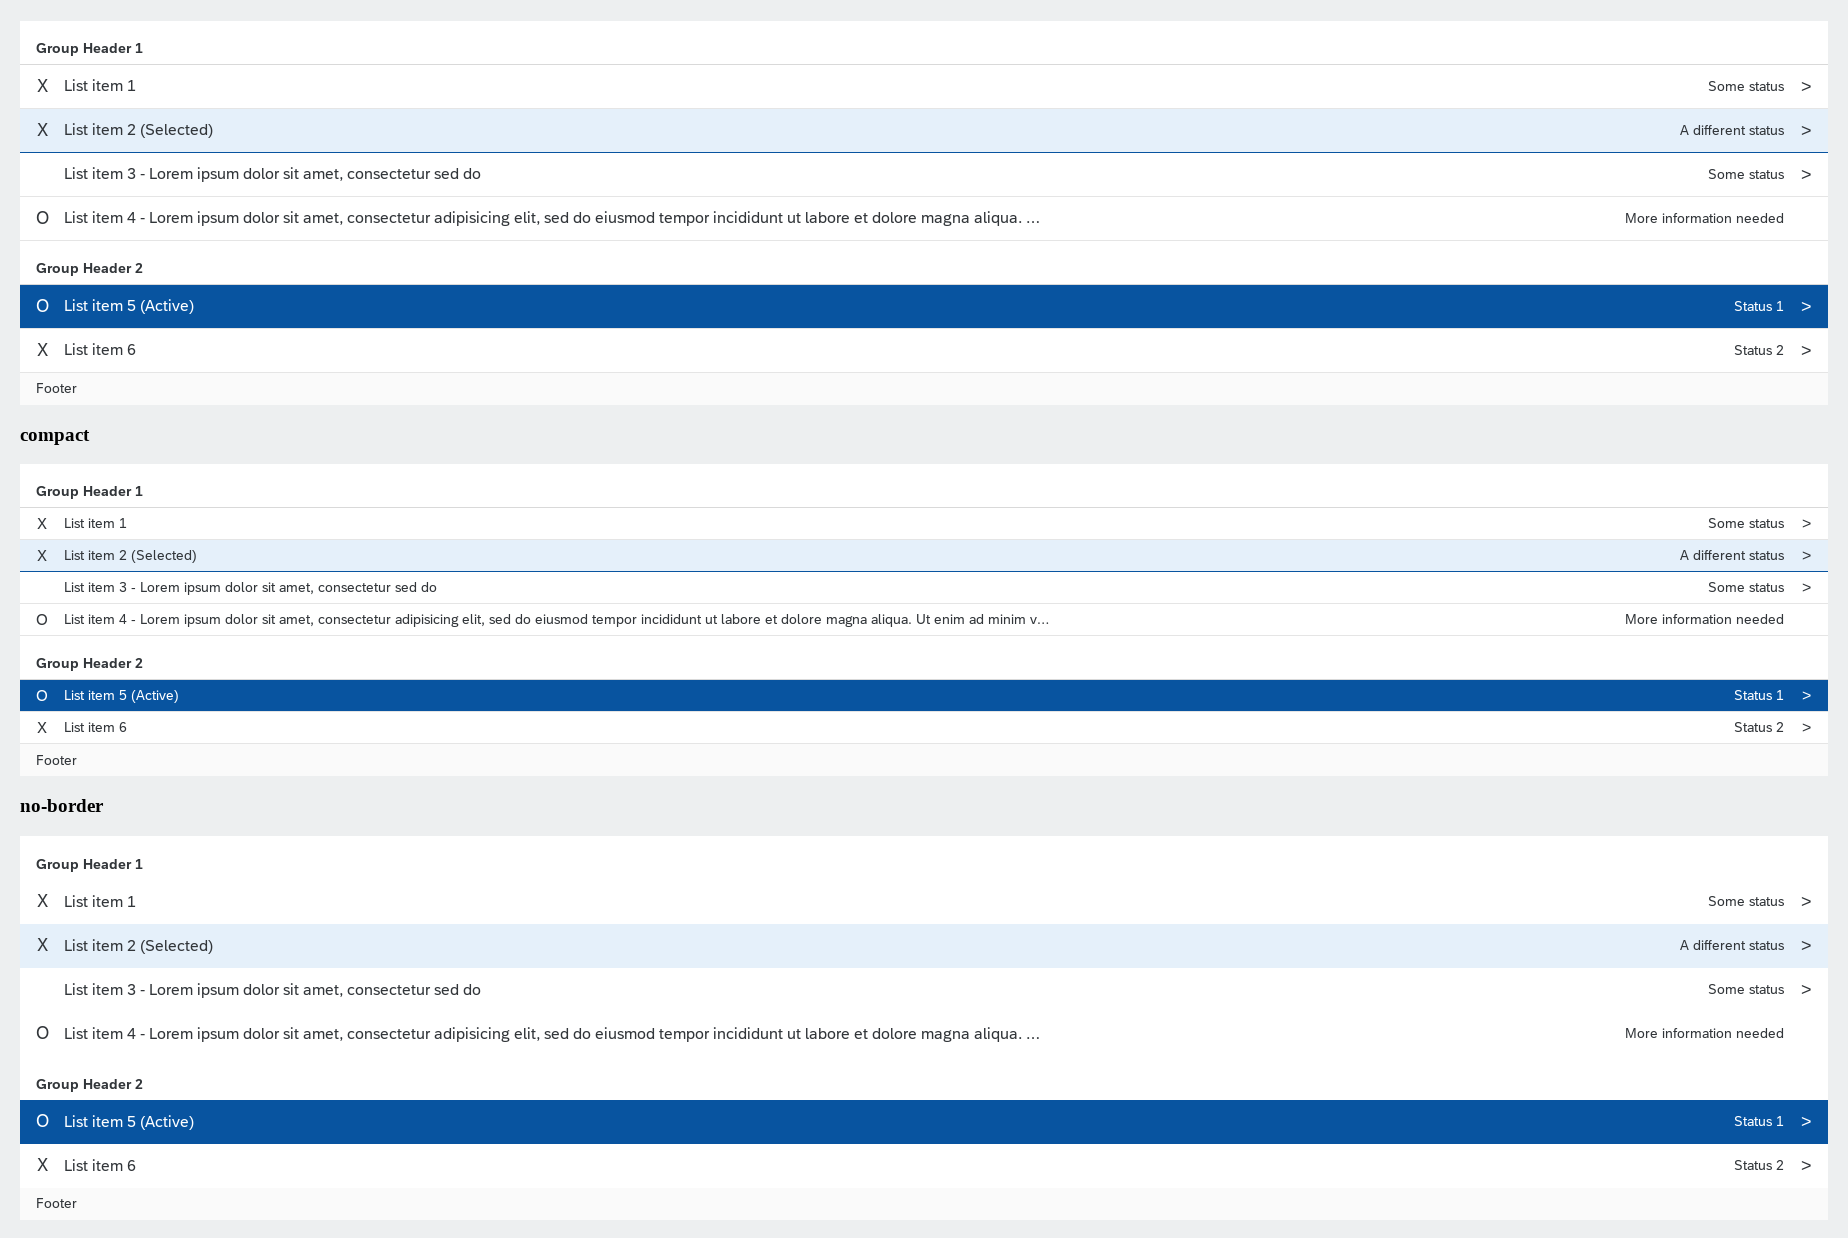 Group Header 1
X List item 1 Some status >
X List item 2 (Selected) A different status >
List item 3 - Lorem ipsum dolor sit amet, consectetur sed do Some status >
O List item 4 - Lorem ipsum dolor sit amet, consectetur adipisicing elit, sed do eiusmod tempor incididunt ut labore et dolore magna aliqua. ... More information needed
Group Header 2
O List item 5 (Active) Status 1 >
X List item 6 Status 2 >
Footer
compact
Group Header 1
X List item 1 Some status >
X List item 2 (Selected) A different status >
List item 3 - Lorem ipsum dolor sit amet, consectetur sed do Some status >
O List item 4 - Lorem ipsum dolor sit amet, consectetur adipisicing elit, sed do eiusmod tempor incididunt ut labore et dolore magna aliqua. Ut enim ad minim v... More information needed
Group Header 2
O List item 5 (Active) Status 1 >
X List item 6 Status 2 >
Footer
no-border
Group Header 1
X List item 1 Some status >
X List item 2 (Selected) A different status >
List item 3 - Lorem ipsum dolor sit amet, consectetur sed do Some status >
O List item 4 - Lorem ipsum dolor sit amet, consectetur adipisicing elit, sed do eiusmod tempor incididunt ut labore et dolore magna aliqua. ... More information needed
Group Header 2
O List item 5 (Active) Status 1 >
X List item 6 Status 2 >
Footer